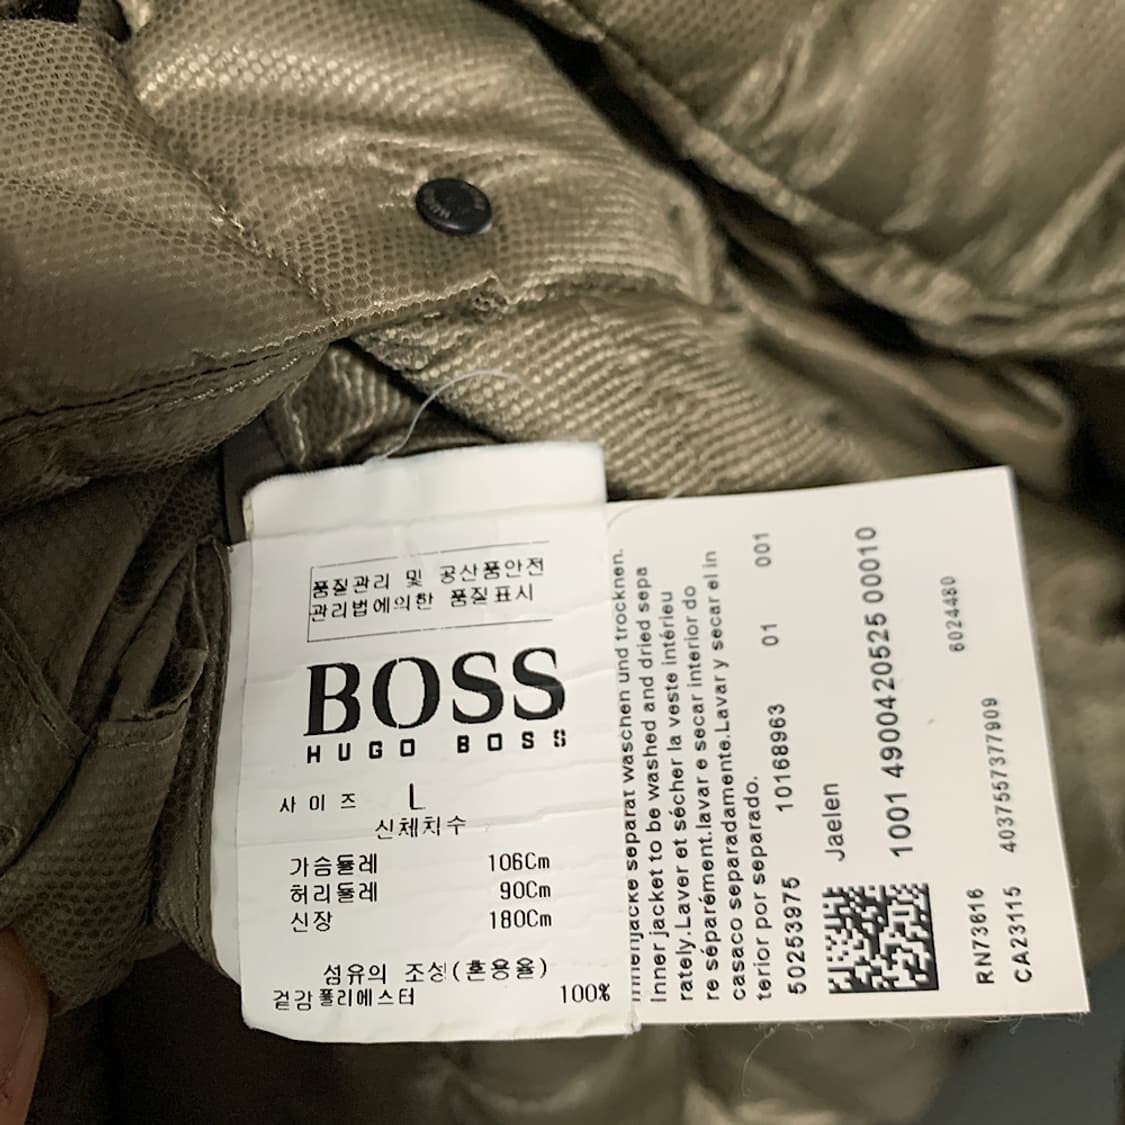 품질관리 및 공산품안전
관리법에의한 품질표시
BOSS
HUGO BOSS
사이즈 L
신체치수
가슴둘레 106Cm
허리둘레 90Cm
신장 180Cm
섬유의 조성(혼용율)
겉감 폴리에스터 100%
separat waschen und trocknen.
Inner jacket to be washed and dried sepa
rately.Laver et sécher la veste intérieu
re séparément.lavar e secar interior do
casaco separadamente.Lavar y secar el in
terior por separado.
50253975 10168963 01 001
Jaelen
1001 4900420525 00010
6024480
RN73616 4037557377909
CA23115